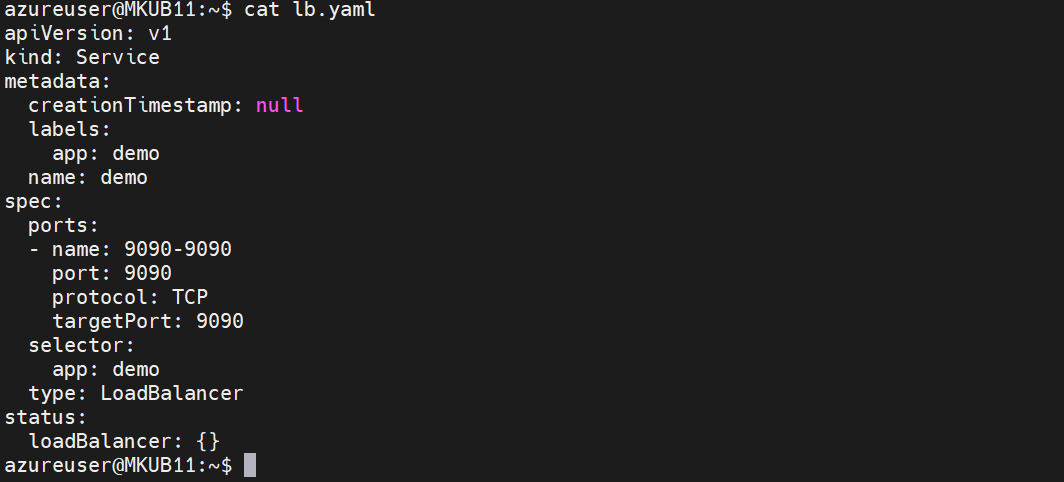 azureuser@MKUB11:~$ cat lb.yaml
apiVersion: v1
kind: Service
metadata:
  creationTimestamp: null
  labels:
    app: demo
  name: demo
spec:
  ports:
  - name: 9090-9090
    port: 9090
    protocol: TCP
    targetPort: 9090
  selector:
    app: demo
  type: LoadBalancer
status:
  loadBalancer: {}
azureuser@MKUB11:~$